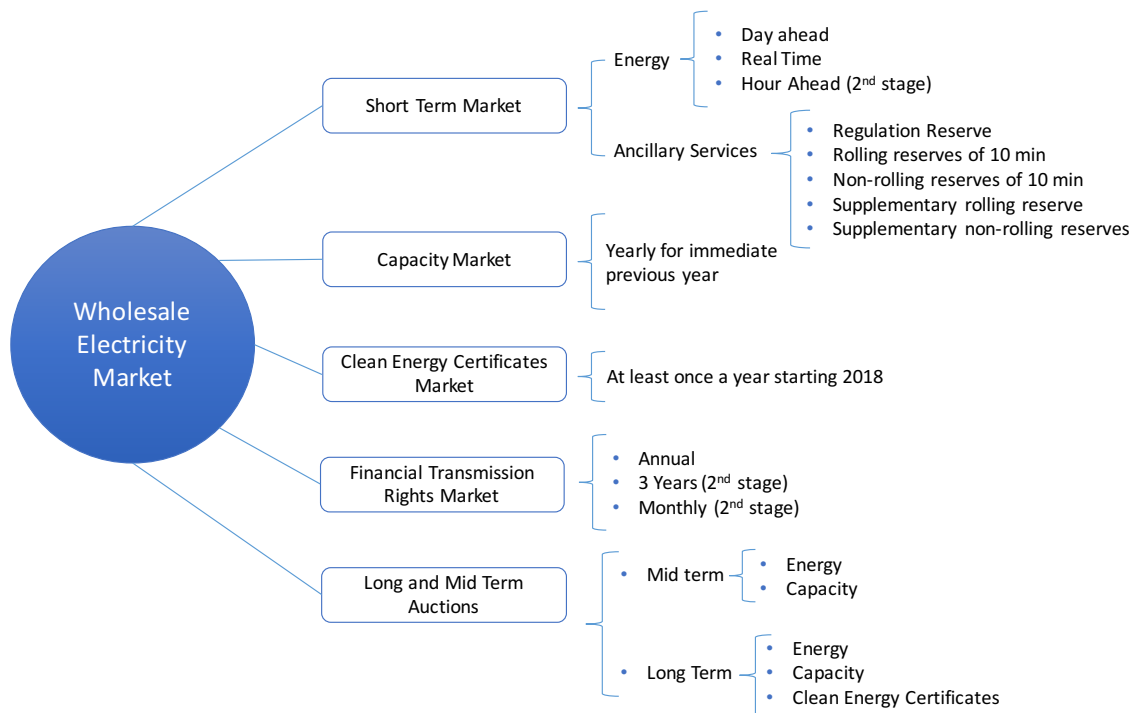 Wholesale
Electricity
Market
Short Term Market
Energy
• Day ahead
• Real Time
• Hour Ahead (2nd stage)
Ancillary Services
• Regulation Reserve
• Rolling reserves of 10 min
• Non-rolling reserves of 10 min
• Supplementary rolling reserve
• Supplementary non-rolling reserves
Capacity Market
Yearly for immediate
previous year
Clean Energy Certificates
Market
At least once a year starting 2018
Financial Transmission
Rights Market
• Annual
• 3 Years (2nd stage)
• Monthly (2nd stage)
Long and Mid Term
Auctions
• Mid term
• Energy
• Capacity
• Long Term
• Energy
• Capacity
• Clean Energy Certificates